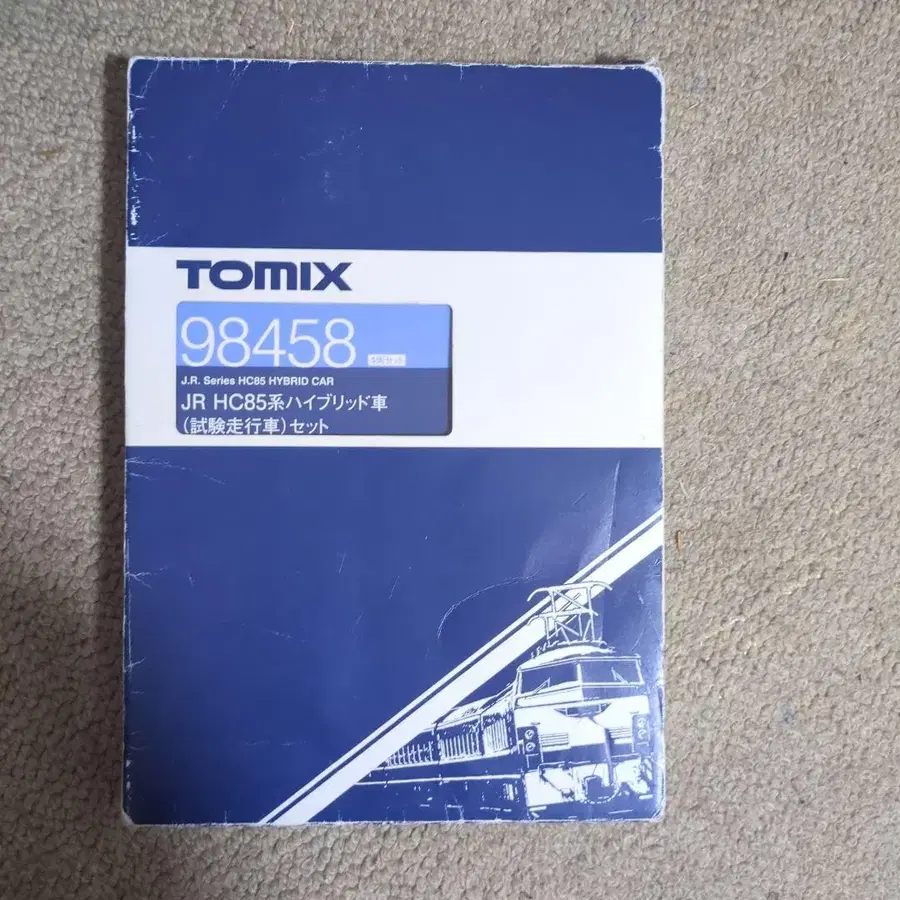 TOMIX
98458
J.R. Series HC85 HYBRID CAR
JR HC85系ハイブリッド車
(試験走行車)セット